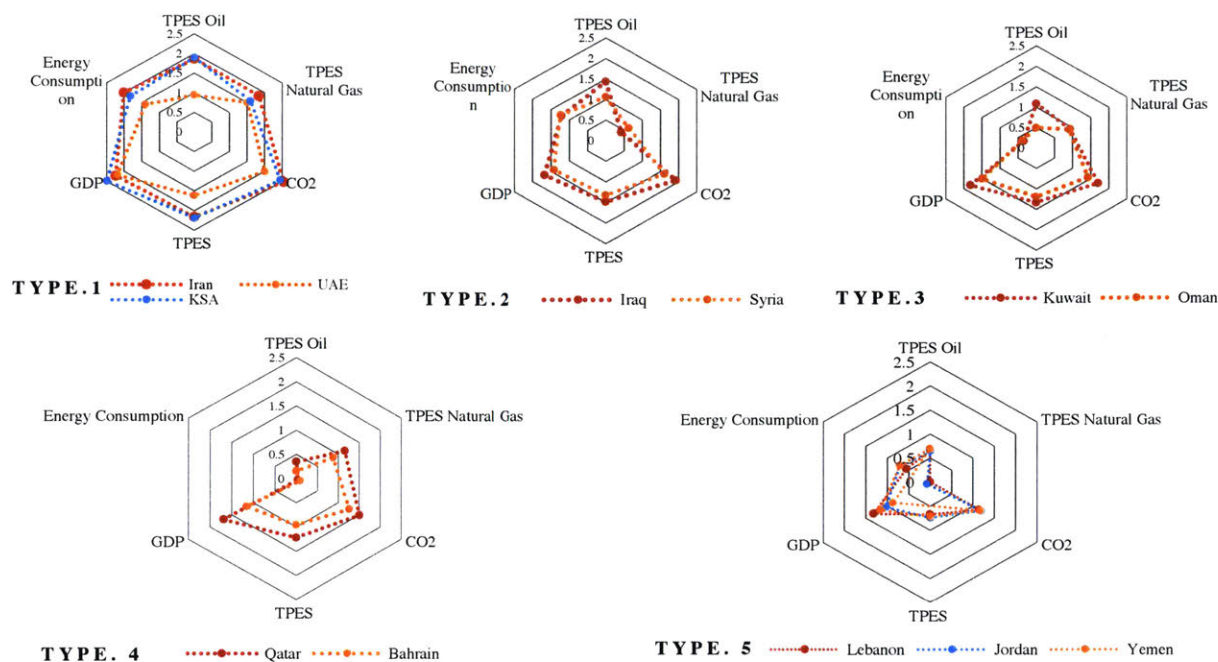 TPES Oil
2.5
2
1.5
1
0.5
0
TPES
Natural Gas
CO2
TPES
GDP
Energy
Consumpti
on
TYPE.1
Iran
UAE
KSA
TPES Oil
2.5
2
1.5
1
0.5
0
TPES
Natural Gas
CO2
TPES
GDP
Energy
Consumptio
n
TYPE.2
Iraq
Syria
TPES Oil
2.5
2
1.5
1
0.5
0
TPES
Natural Gas
CO2
TPES
GDP
Energy
Consumpti
on
TYPE.3
Kuwait
Oman
TPES Oil
2.5
2
1.5
1
0.5
0
TPES Natural Gas
CO2
TPES
GDP
Energy Consumption
TYPE. 4
Qatar
Bahrain
TPES Oil
2.5
2
1.5
1
0.5
0
TPES Natural Gas
CO2
TPES
GDP
Energy Consumption
TYPE. 5
Lebanon
Jordan
Yemen